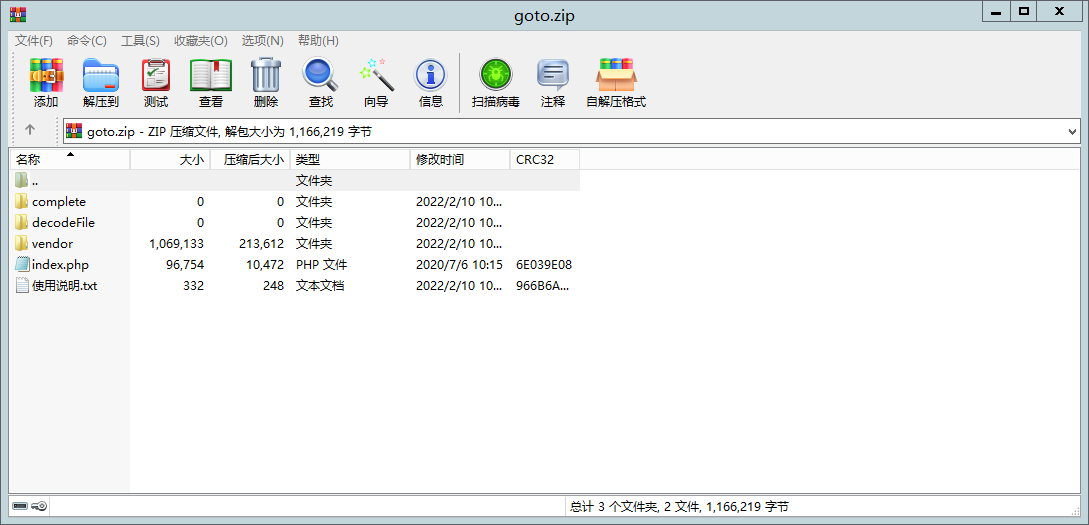 goto.zip
文件(F) 命令(C) 工具(S) 收藏夹(O) 选项(N) 帮助(H)
添加 解压到 测试 查看 删除 查找 向导 信息 扫描病毒 注释 自解压格式
goto.zip - ZIP 压缩文件, 解包大小为 1,166,219 字节
名称 大小 压缩后大小 类型 修改时间 CRC32
.. 文件夹
complete 0 0 文件夹 2022/2/10 10...
decodeFile 0 0 文件夹 2022/2/10 10...
vendor 1,069,133 213,612 文件夹 2022/2/10 10...
index.php 96,754 10,472 PHP 文件 2020/7/6 10:15 6E039E08
使用说明.txt 332 248 文本文档 2022/2/10 10... 966B6A...
总计 3 个文件夹, 2 文件, 1,166,219 字节